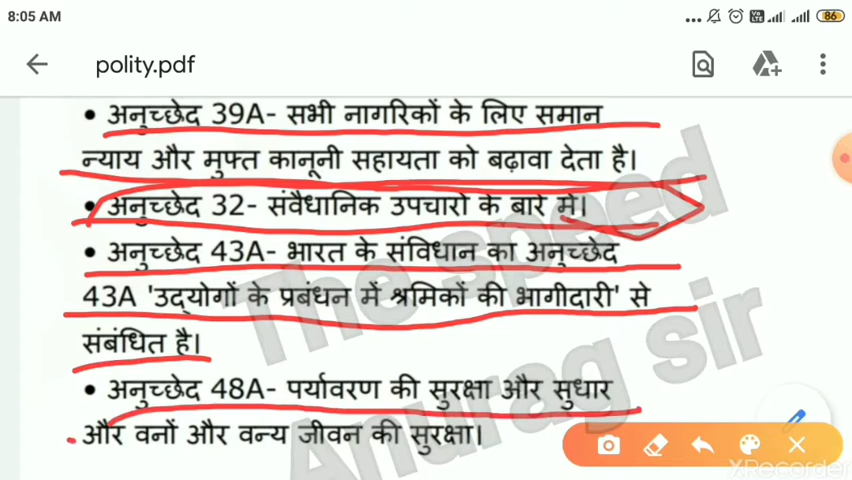 8:05 AM
86
polity.pdf
• अनुच्छेद 39A- सभी नागरिकों के लिए समान
न्याय और मुफ्त कानूनी सहायता को बढ़ावा देता है।
• अनुच्छेद 32- संवैधानिक उपचारो के बारे मे।
• अनुच्छेद 43A- भारत के संविधान का अनुच्छेद
43A 'उद्योगों के प्रबंधन में श्रमिकों की भागीदारी' से
संबंधित है।
• अनुच्छेद 48A- पर्यावरण की सुरक्षा और सुधार
और वनों और वन्य जीवन की सुरक्षा।
The speed
Anurag sir
XRecorder